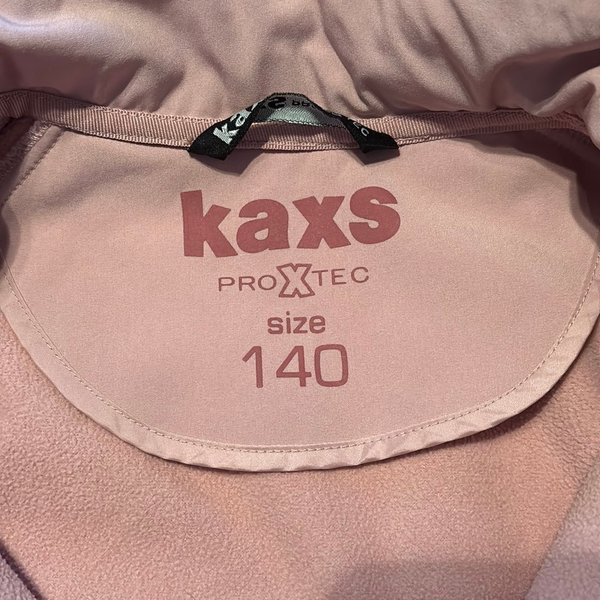 kaxs
PROXTEC
size
140